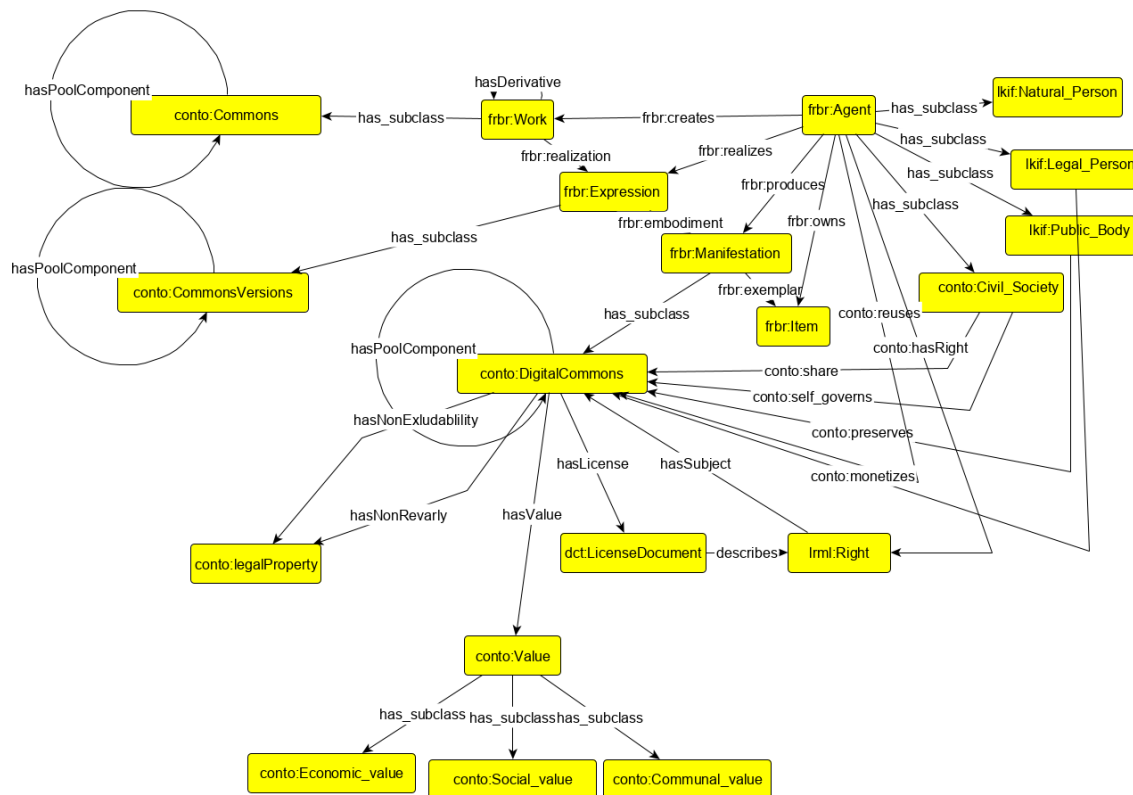 hasDerivative
lkif:Natural_Person
hasPoolComponent
conto:Commons
has_subclass
frbr:Work
frbr:creates
frbr:Agent
has_subclass
has_subclass
frbr:realization
frbr:realizes
lkif:Legal_Person
has_subclass
frbr:Expression
frbr:produces
has_subclass
frbr:embodiment
frbr:owns
lkif:Public_Body
has_subclass
frbr:Manifestation
hasPoolComponent
conto:CommonsVersions
frbr:exemplar
conto:Civil_Society
has_subclass
frbr:Item
conto:reuses
hasPoolComponent
conto:hasRight
conto:DigitalCommons
conto:share
conto:self_governs
hasNonExludablility
conto:preserves
hasLicense
hasSubject
conto:monetizes
hasNonRevarly
hasValue
conto:legalProperty
dct:LicenseDocument
describes
lrml:Right
conto:Value
has_subclass
has_subclass
has_subclass
conto:Economic_value
conto:Social_value
conto:Communal_value